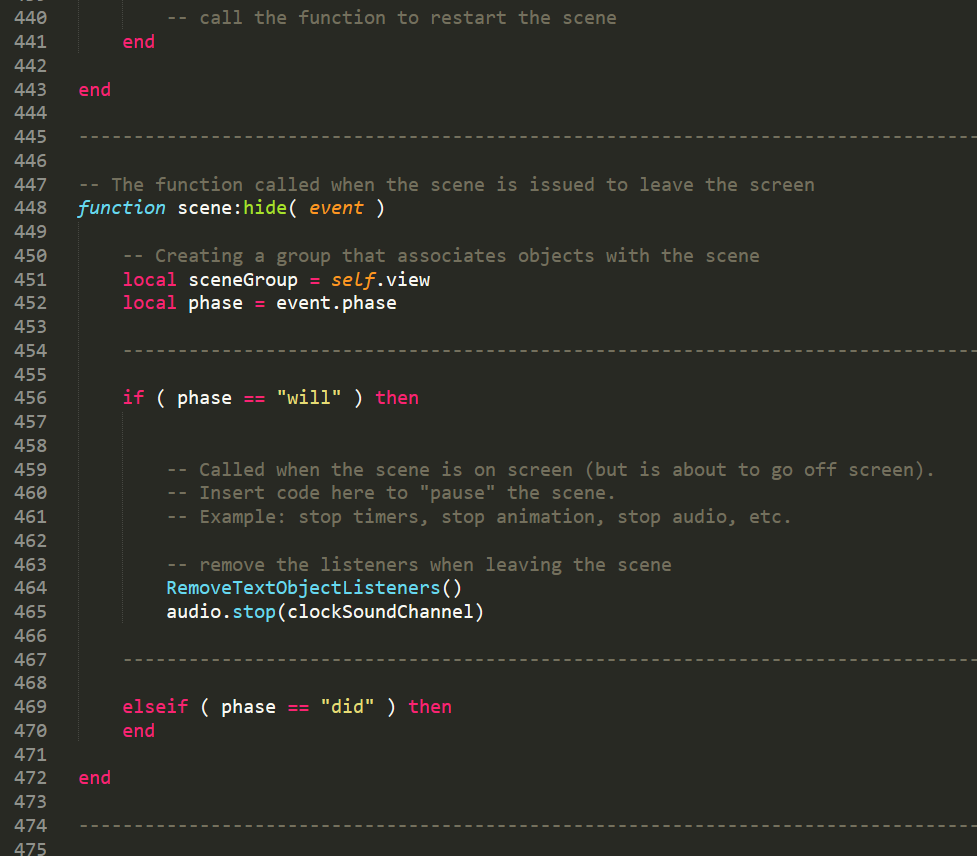 440 -- call the function to restart the scene
441 end
442
443 end
444
445 --------------------------------------------------------------------------------
446
447 -- The function called when the scene is issued to leave the screen
448 function scene:hide( event )
449
450 -- Creating a group that associates objects with the scene
451 local sceneGroup = self.view
452 local phase = event.phase
453
454 ----------------------------------------------------------------------------
455
456 if ( phase == "will" ) then
457
458
459 -- Called when the scene is on screen (but is about to go off screen).
460 -- Insert code here to "pause" the scene.
461 -- Example: stop timers, stop animation, stop audio, etc.
462
463 -- remove the listeners when leaving the scene
464 RemoveTextObjectListeners()
465 audio.stop(clockSoundChannel)
466
467 ----------------------------------------------------------------------------
468
469 elseif ( phase == "did" ) then
470 end
471
472 end
473
474 --------------------------------------------------------------------------------
475